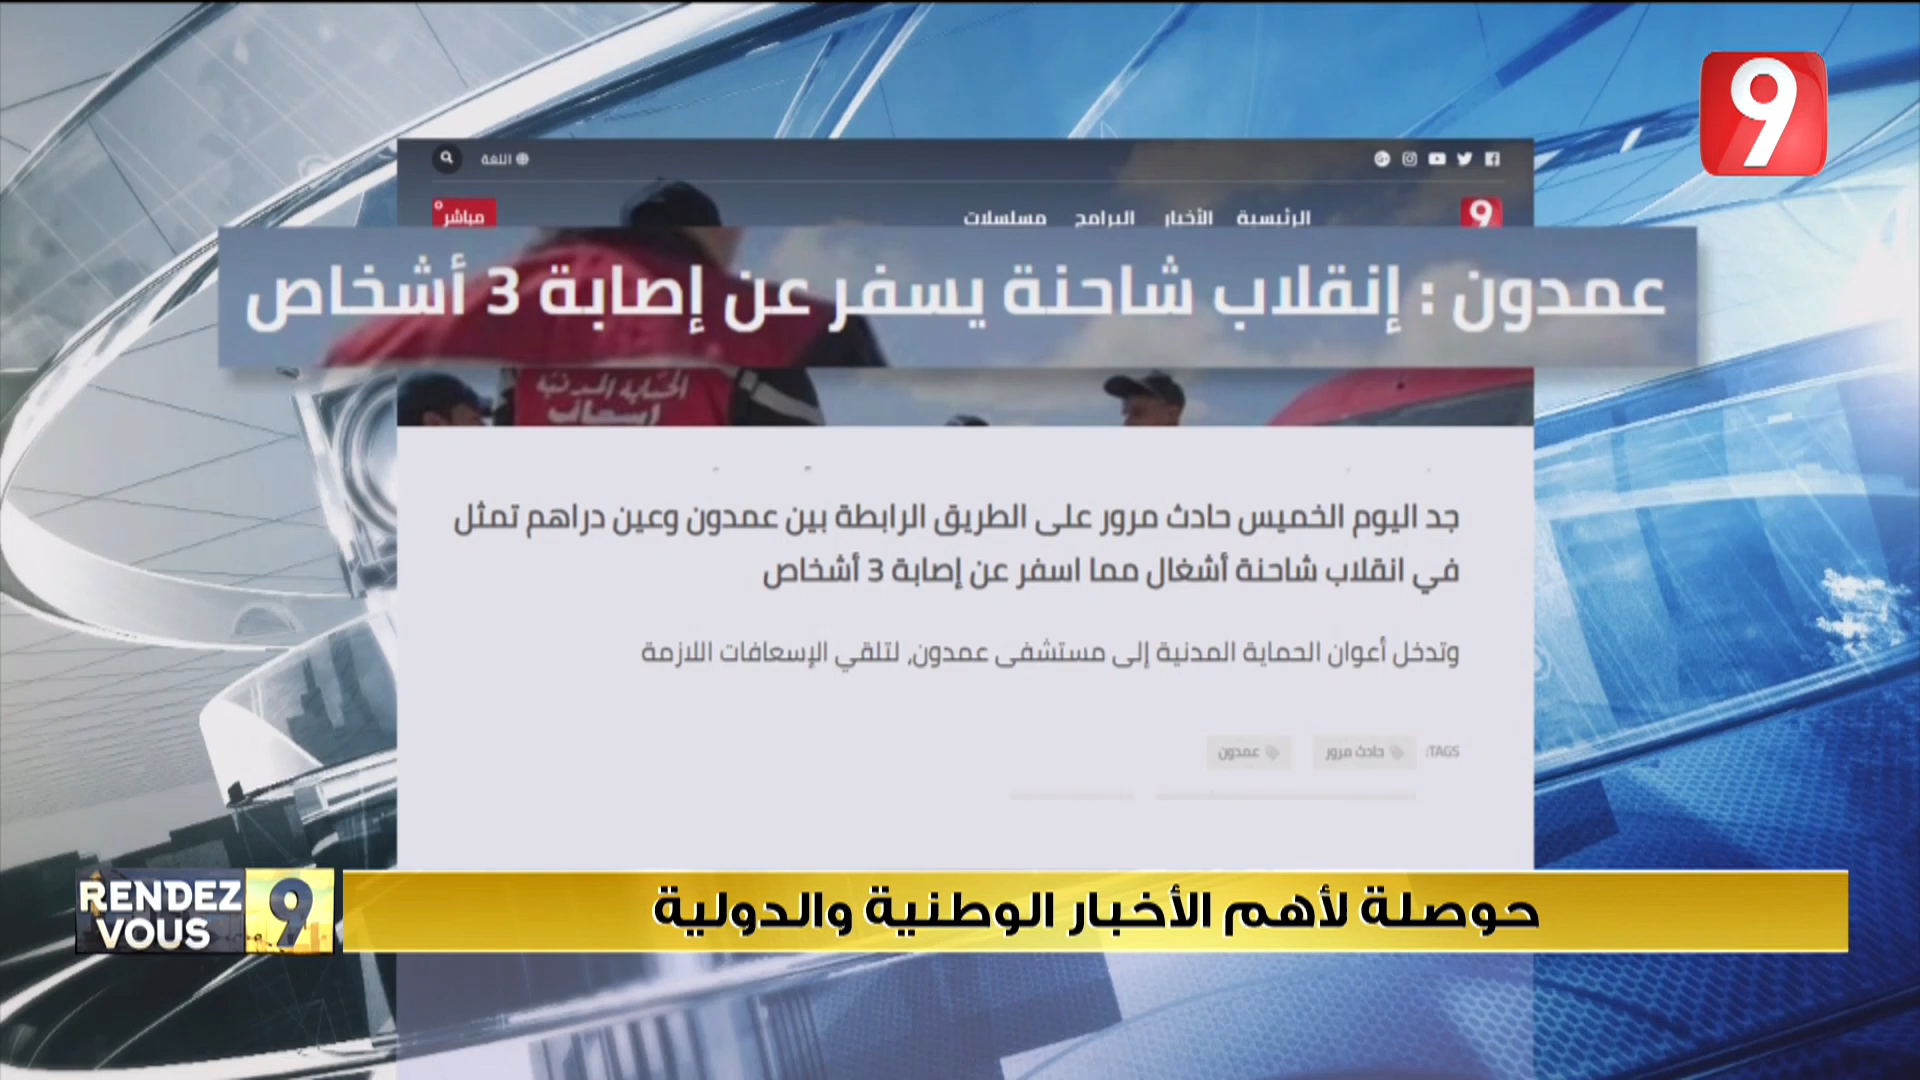 9
اللغة
مباشر
الرئيسية الأخبار البرامج مسلسلات
9
عمدون : إنقلاب شاحنة يسفر عن إصابة 3 أشخاص
الحماية المدنية
إسعاف
جد اليوم الخميس حادث مرور على الطريق الرابطة بين عمدون وعين دراهم تمثل
في انقلاب شاحنة أشغال مما اسفر عن إصابة 3 أشخاص
وتدخل أعوان الحماية المدنية إلى مستشفى عمدون, لتلقي الإسعافات اللازمة
TAGS: حادث مرور عمدون
RENDEZ
VOUS
9
حوصلة لأهم الأخبار الوطنية والدولية